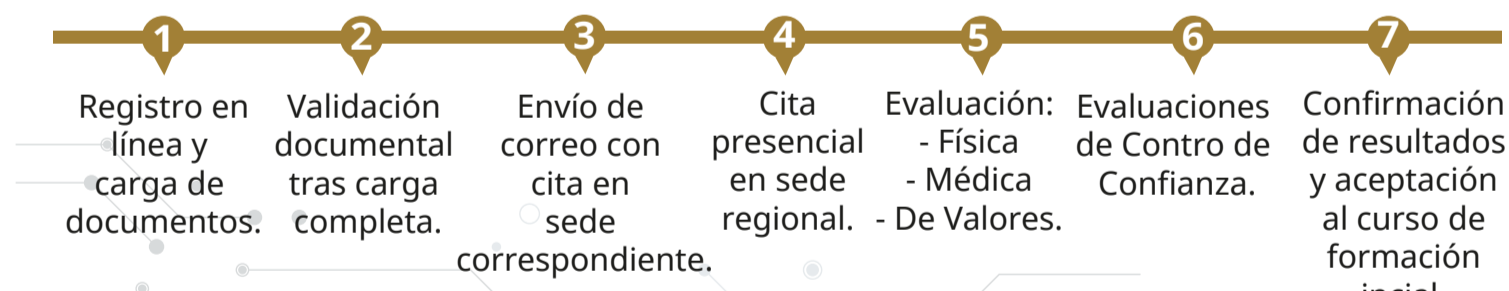 1
Registro en
línea y
carga de
documentos.
2
Validación
documental
tras carga
completa.
3
Envío de
correo con
cita en
sede
correspondiente.
4
Cita
presencial
en sede
regional.
5
Evaluación:
- Física
- Médica
- De Valores.
6
Evaluaciones
de Contro de
Confianza.
7
Confirmación
de resultados
y aceptación
al curso de
formación